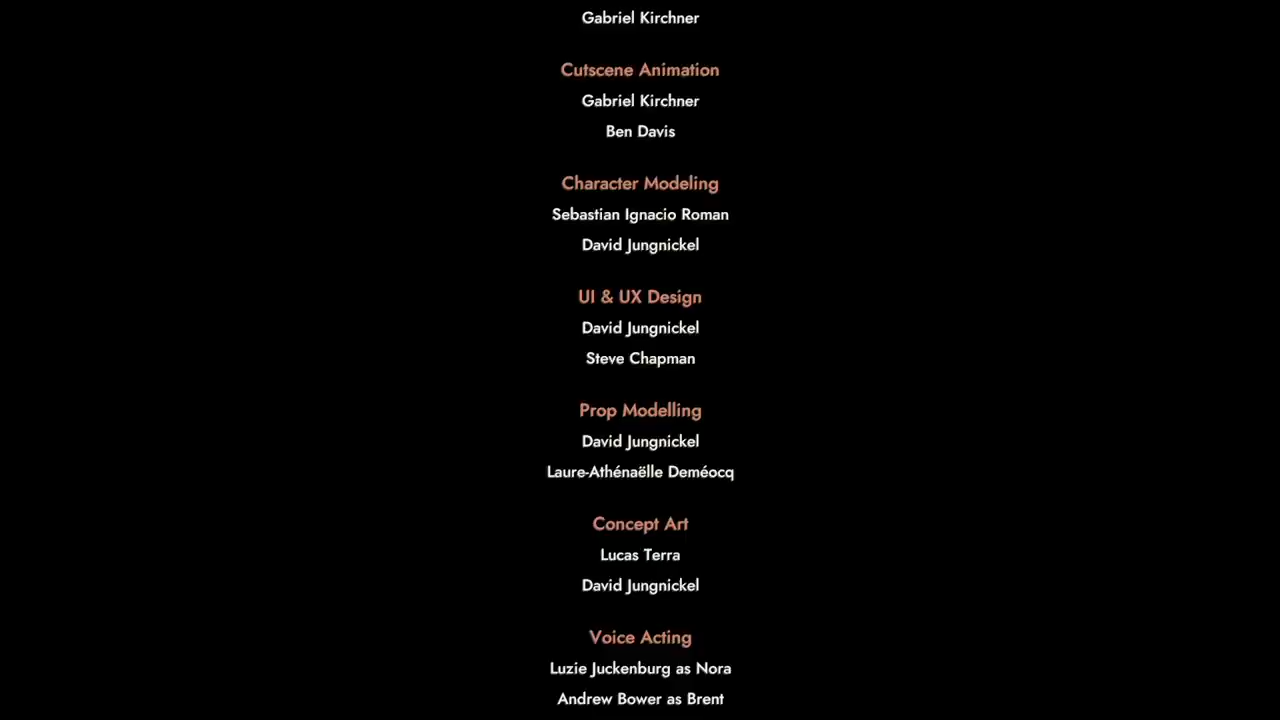 Gabriel Kirchner
Cutscene Animation
Gabriel Kirchner
Ben Davis
Character Modeling
Sebastian Ignacio Roman
David Jungnickel
UI & UX Design
David Jungnickel
Steve Chapman
Prop Modelling
David Jungnickel
Laure-Athénaëlle Deméocq
Concept Art
Lucas Terra
David Jungnickel
Voice Acting
Luzie Juckenburg as Nora
Andrew Bower as Brent